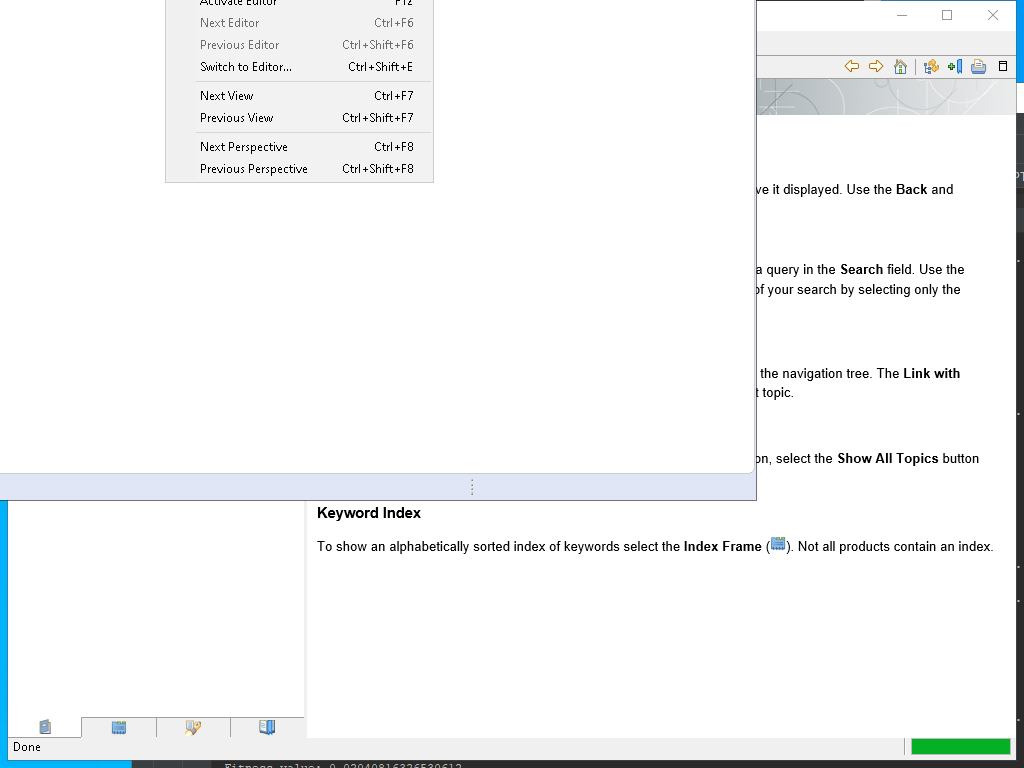 Activate Editor F12
Next Editor Ctrl+F6
Previous Editor Ctrl+Shift+F6
Switch to Editor... Ctrl+Shift+E
Next View Ctrl+F7
Previous View Ctrl+Shift+F7
Next Perspective Ctrl+F8
Previous Perspective Ctrl+Shift+F8
ve it displayed. Use the Back and
a query in the Search field. Use the
of your search by selecting only the
the navigation tree. The Link with
t topic.
on, select the Show All Topics button
Keyword Index
To show an alphabetically sorted index of keywords select the Index Frame ( ). Not all products contain an index.
Done
Fitness value: 0.02040816326530612